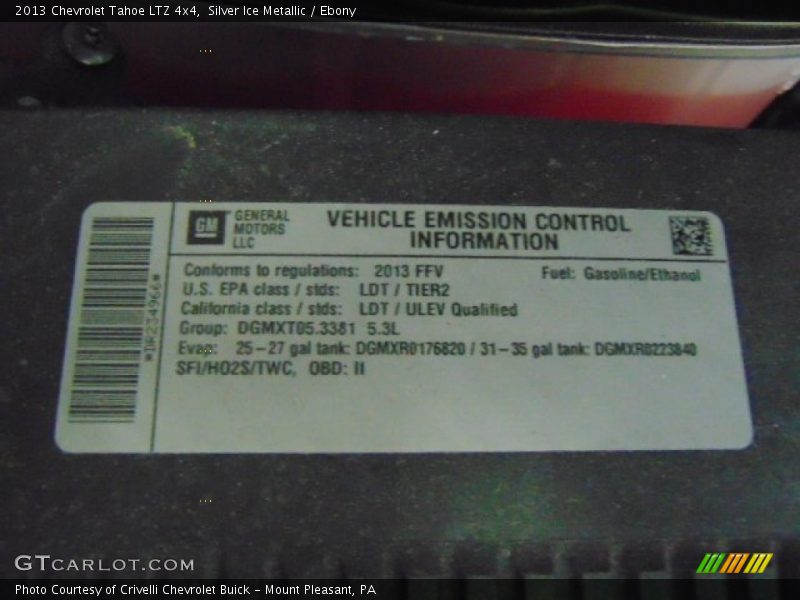 2013 Chevrolet Tahoe LTZ 4x4, Silver Ice Metallic / Ebony
GM
GENERAL
MOTORS
LLC
VEHICLE EMISSION CONTROL
INFORMATION
*DR234966*
Conforms to regulations: 2013 FFV Fuel: Gasoline/Ethanol
U.S. EPA class / stds: LDT / TIER2
California class / stds: LDT / ULEV Qualified
Group: DGMXT05.3381 5.3L
Evap: 25-27 gal tank: DGMXR0176820 / 31-35 gal tank: DGMXR0223840
SFI/HO2S/TWC, OBD: II
GTCARLOT.COM
Photo Courtesy of Crivelli Chevrolet Buick - Mount Pleasant, PA